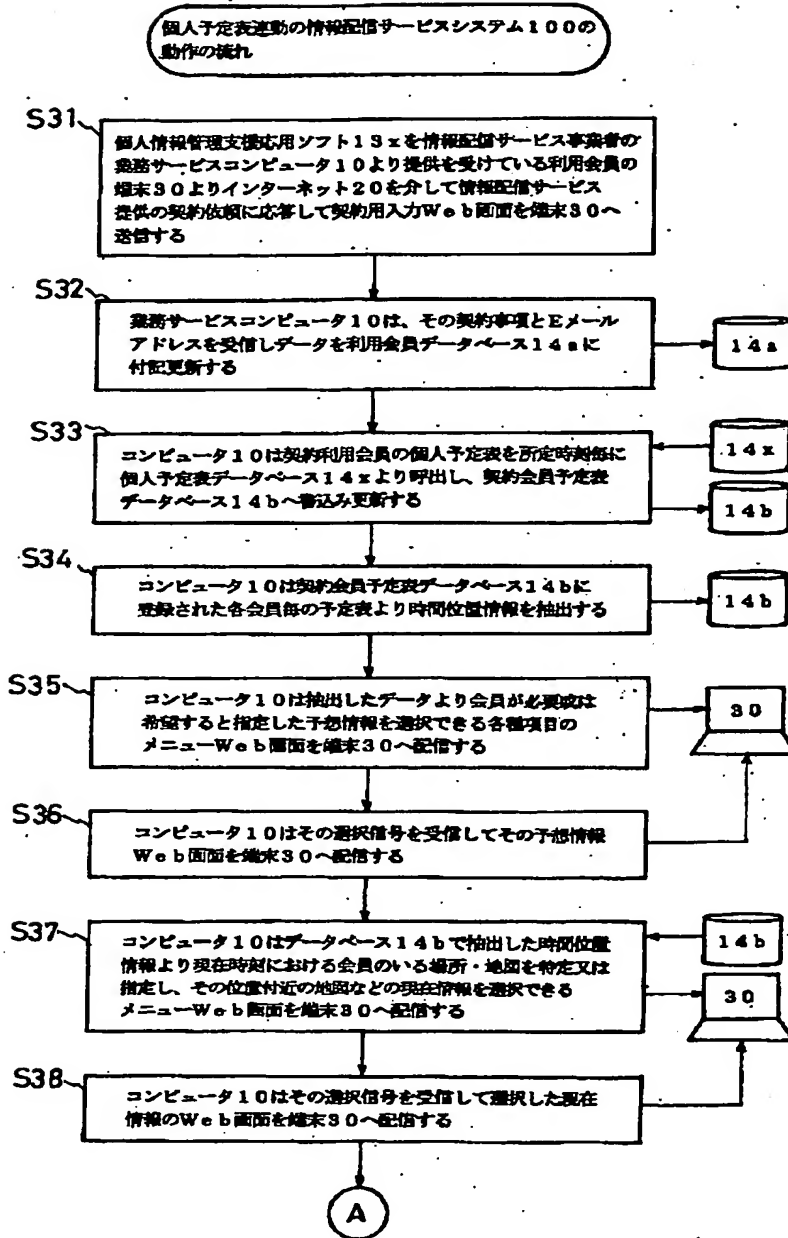 個人予定表連動の情報配信サービスシステム100の
動作の流れ
S31
個人情報管理支援応用ソフト13xを情報配信サービス事業者の
業務サービスコンピュータ10より提供を受けている利用会員の
端末30よりインターネット20を介して情報配信サービス
提供の契約依頼に応答して契約用入力Web画面を端末30へ
送信する
S32
業務サービスコンピュータ10は、その契約事項とEメール
アドレスを受信しデータを利用会員データベース14aに
付記更新する
14a
S33
コンピュータ10は契約利用会員の個人予定表を所定時刻毎に
個人予定表データベース14xより呼出し、契約会員予定表
データベース14bへ書込み更新する
14x
14b
S34
コンピュータ10は契約会員予定表データベース14bに
登録された各会員毎の予定表より時間位置情報を抽出する
14b
S35
コンピュータ10は抽出したデータより会員が必要或は
希望すると指定した予想情報を選択できる各種項目の
メニューWeb画面を端末30へ配信する
30
S36
コンピュータ10はその選択信号を受信してその予想情報
Web画面を端末30へ配信する
S37
コンピュータ10はデータベース14bで抽出した時間位置
情報より現在時刻における会員のいる場所・地図を特定又は
指定し、その位置付近の地図などの現在情報を選択できる
メニューWeb画面を端末30へ配信する
14b
30
S38
コンピュータ10はその選択信号を受信して選択した現在
情報のWeb画面を端末30へ配信する
A